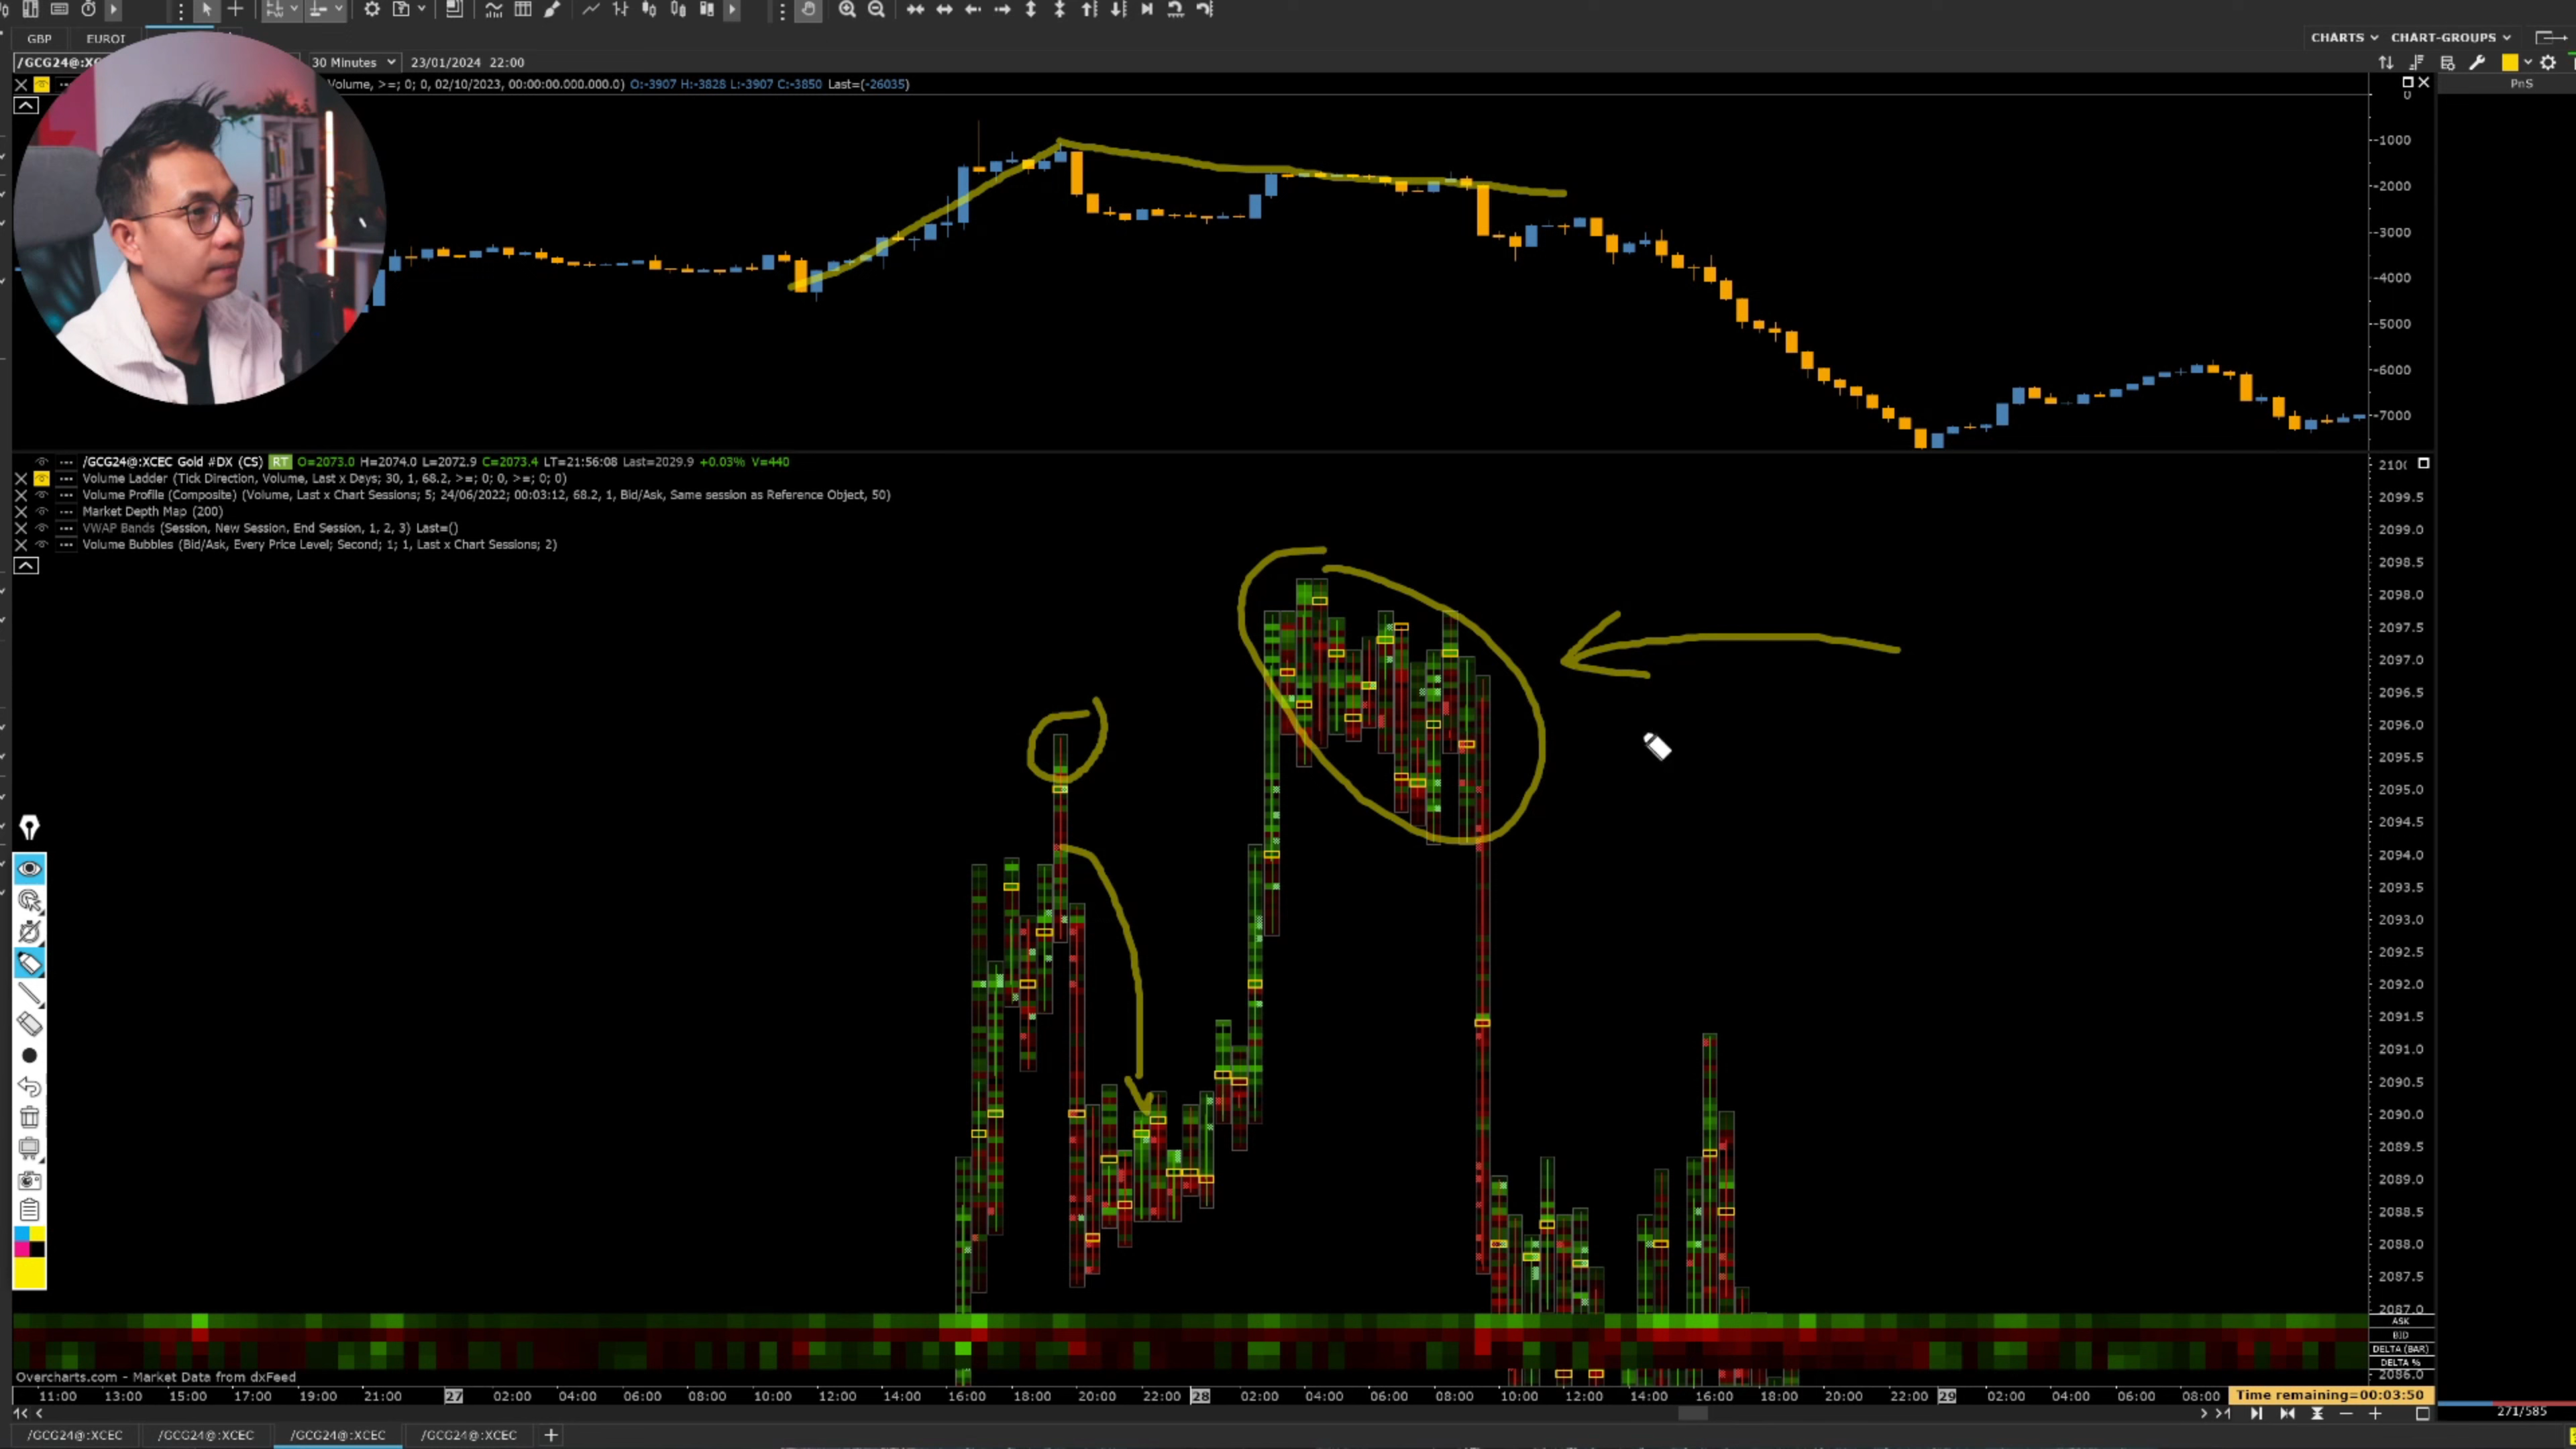 GBP EUROI CHARTS CHART-GROUPS
/GCG24@:XC 30 Minutes 23/01/2024 22:00
olume, >=; 0; 0, 02/10/2023, 00:00:00.000.000.0) O:-3907 H:-3828 L:-3907 C:-3850 Last=(-26035) PnS
0
-1000
-2000
-3000
-4000
-5000
-6000
-7000
/GCG24@:XCEC Gold #DX (CS) RT O=2073.0 H=2074.0 L=2072.9 C=2073.4 LT=21:56:08 Last=2029.9 +0.03% V=440
Volume Ladder (Tick Direction, Volume, Last x Days; 30, 1, 68.2, >=; 0; 0, >=; 0; 0)
Volume Profile (Composite) (Volume, Last x Chart Sessions; 5; 24/06/2022; 00:03:12, 68.2, 1, Bid/Ask, Same session as Reference Object, 50)
Market Depth Map (200)
VWAP Bands (Session, New Session, End Session, 1, 2, 3) Last=()
Volume Bubbles (Bid/Ask, Every Price Level; Second; 1; 1, Last x Chart Sessions; 2)
2099.5
2099.0
2098.5
2098.0
2097.5
2097.0
2096.5
2096.0
2095.5
2095.0
2094.5
2094.0
2093.5
2093.0
2092.5
2092.0
2091.5
2091.0
2090.5
2090.0
2089.5
2089.0
2088.5
2088.0
2087.5
2087.0
ASK
BID
DELTA (BAR)
DELTA %
2086.0
Overcharts.com - Market Data from dxFeed
11:00 13:00 15:00 17:00 19:00 21:00 27 02:00 04:00 06:00 08:00 10:00 12:00 14:00 16:00 18:00 20:00 22:00 28 02:00 04:00 06:00 08:00 10:00 12:00 14:00 16:00 18:00 20:00 22:00 29 02:00 04:00 06:00 08:00 Time remaining=00:03:50
271/585
/GCG24@:XCEC /GCG24@:XCEC /GCG24@:XCEC /GCG24@:XCEC